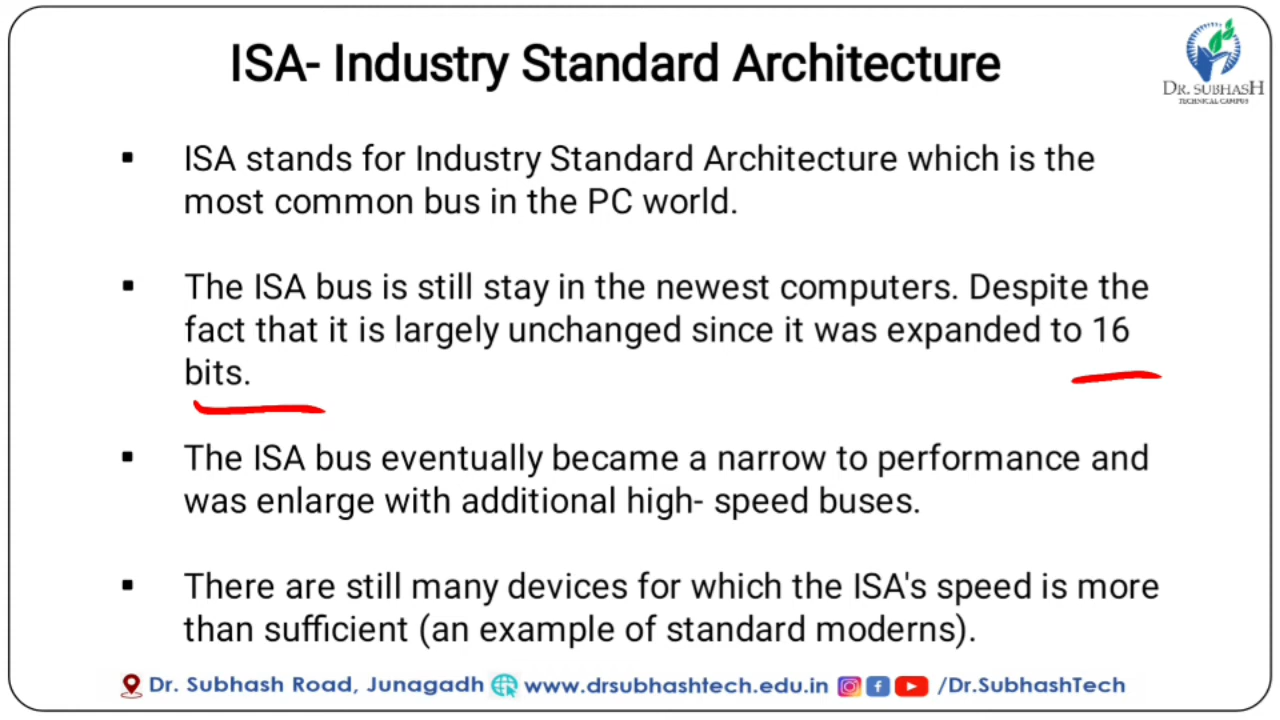 ISA- Industry Standard Architecture
DR. SUBHASH
TECHNICAL CAMPUS
▪ ISA stands for Industry Standard Architecture which is the
most common bus in the PC world.
▪ The ISA bus is still stay in the newest computers. Despite the
fact that it is largely unchanged since it was expanded to 16
bits.
▪ The ISA bus eventually became a narrow to performance and
was enlarge with additional high- speed buses.
▪ There are still many devices for which the ISA's speed is more
than sufficient (an example of standard moderns).
Dr. Subhash Road, Junagadh www.drsubhashtech.edu.in /Dr.SubhashTech